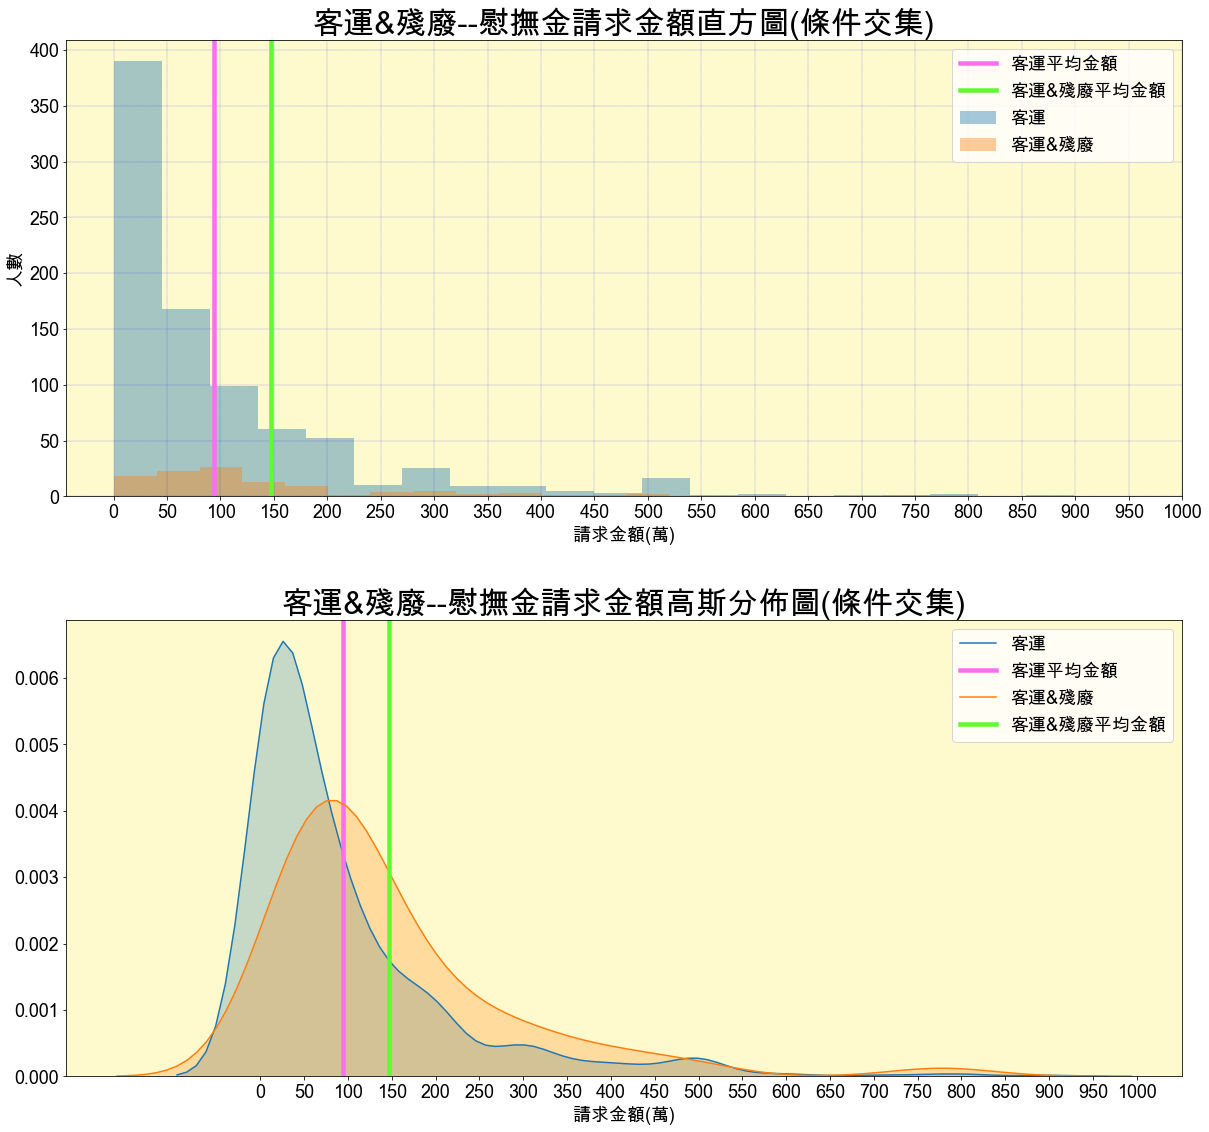 客運&殘廢--慰撫金請求金額直方圖(條件交集)
客運平均金額
客運&殘廢平均金額
客運
客運&殘廢
400
350
300
250
200
150
100
50
0
人數
0 50 100 150 200 250 300 350 400 450 500 550 600 650 700 750 800 850 900 950 1000
請求金額(萬)
客運&殘廢--慰撫金請求金額高斯分佈圖(條件交集)
客運
客運平均金額
客運&殘廢
客運&殘廢平均金額
0.006
0.005
0.004
0.003
0.002
0.001
0.000
0 50 100 150 200 250 300 350 400 450 500 550 600 650 700 750 800 850 900 950 1000
請求金額(萬)